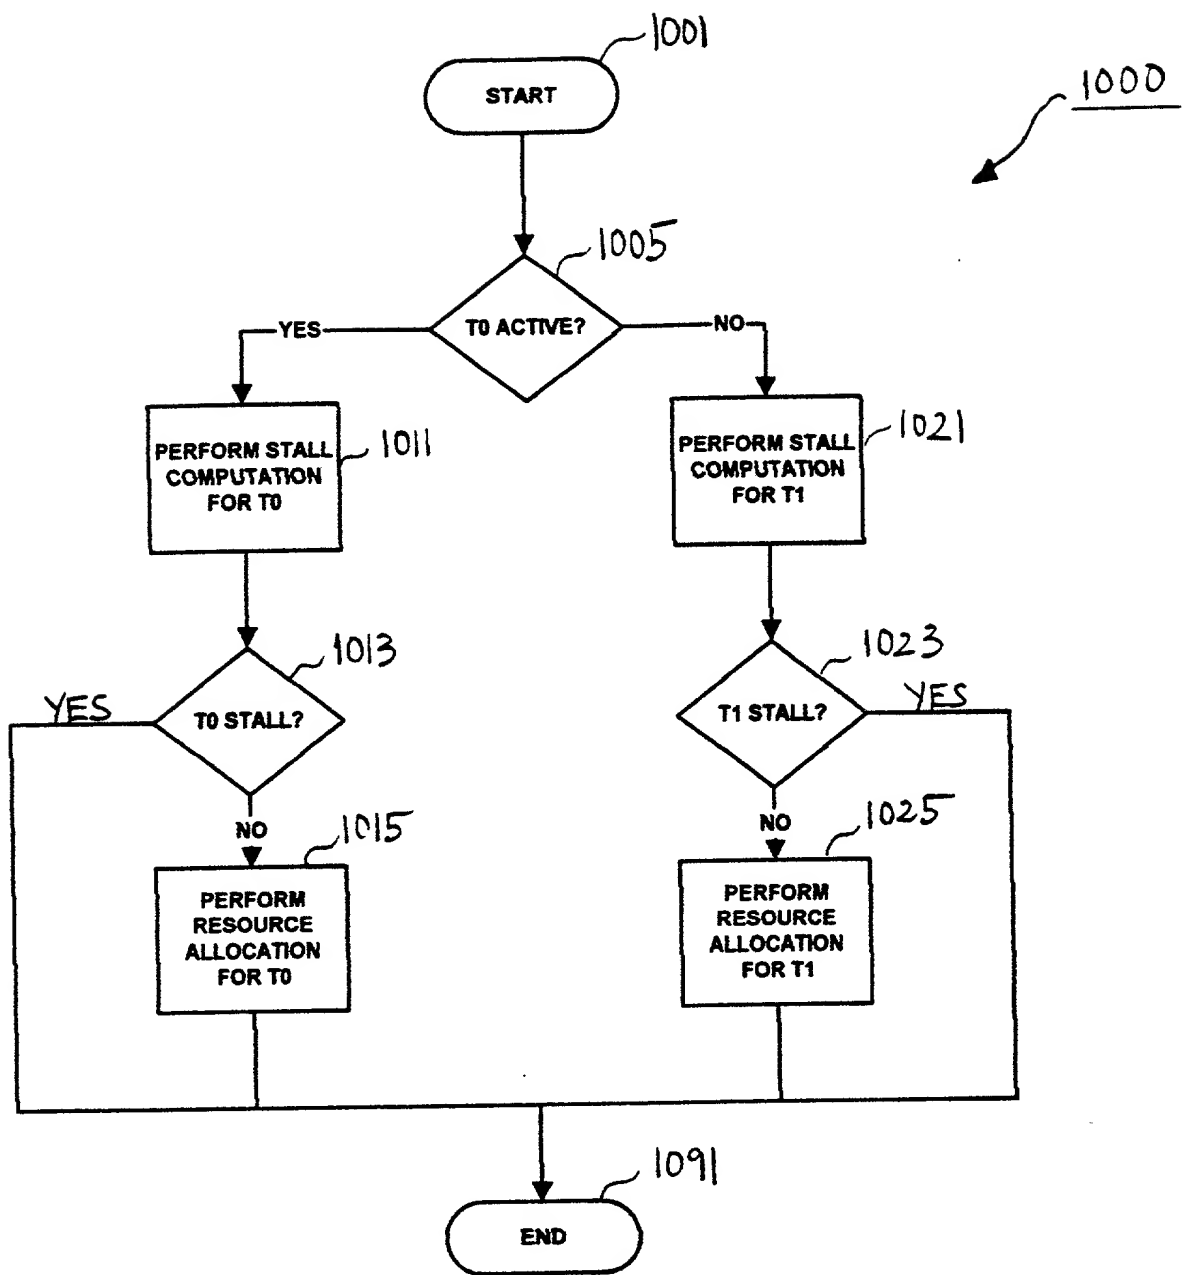 1001
START
1000
1005
T0 ACTIVE?
YES
NO
PERFORM STALL
COMPUTATION
FOR T0
1011
PERFORM STALL
COMPUTATION
FOR T1
1021
1013
T0 STALL?
YES
NO
1023
T1 STALL?
YES
NO
1015
PERFORM
RESOURCE
ALLOCATION
FOR T0
1025
PERFORM
RESOURCE
ALLOCATION
FOR T1
1091
END